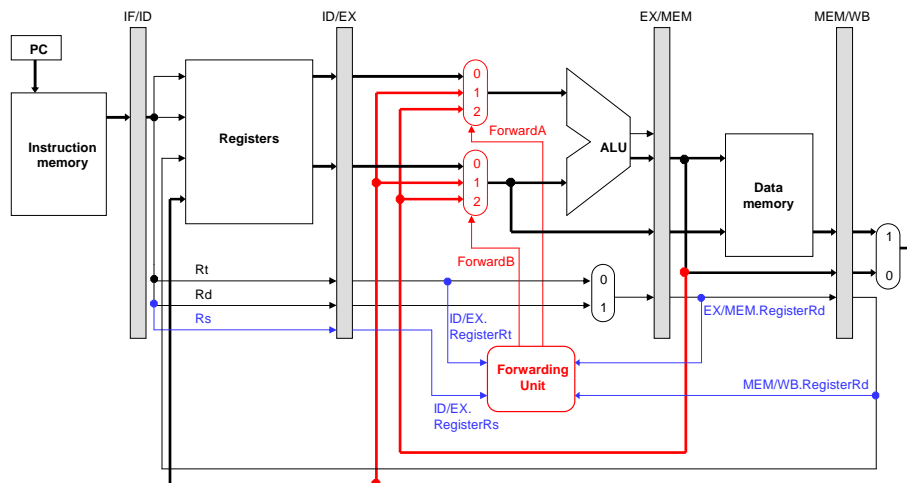 IF/ID
ID/EX
EX/MEM
MEM/WB
PC
Instruction
memory
Registers
0
1
2
ForwardA
ALU
0
1
2
Data
memory
1
0
ForwardB
Rt
Rd
Rs
0
1
ID/EX.
RegisterRt
EX/MEM.RegisterRd
Forwarding
Unit
MEM/WB.RegisterRd
ID/EX.
RegisterRs